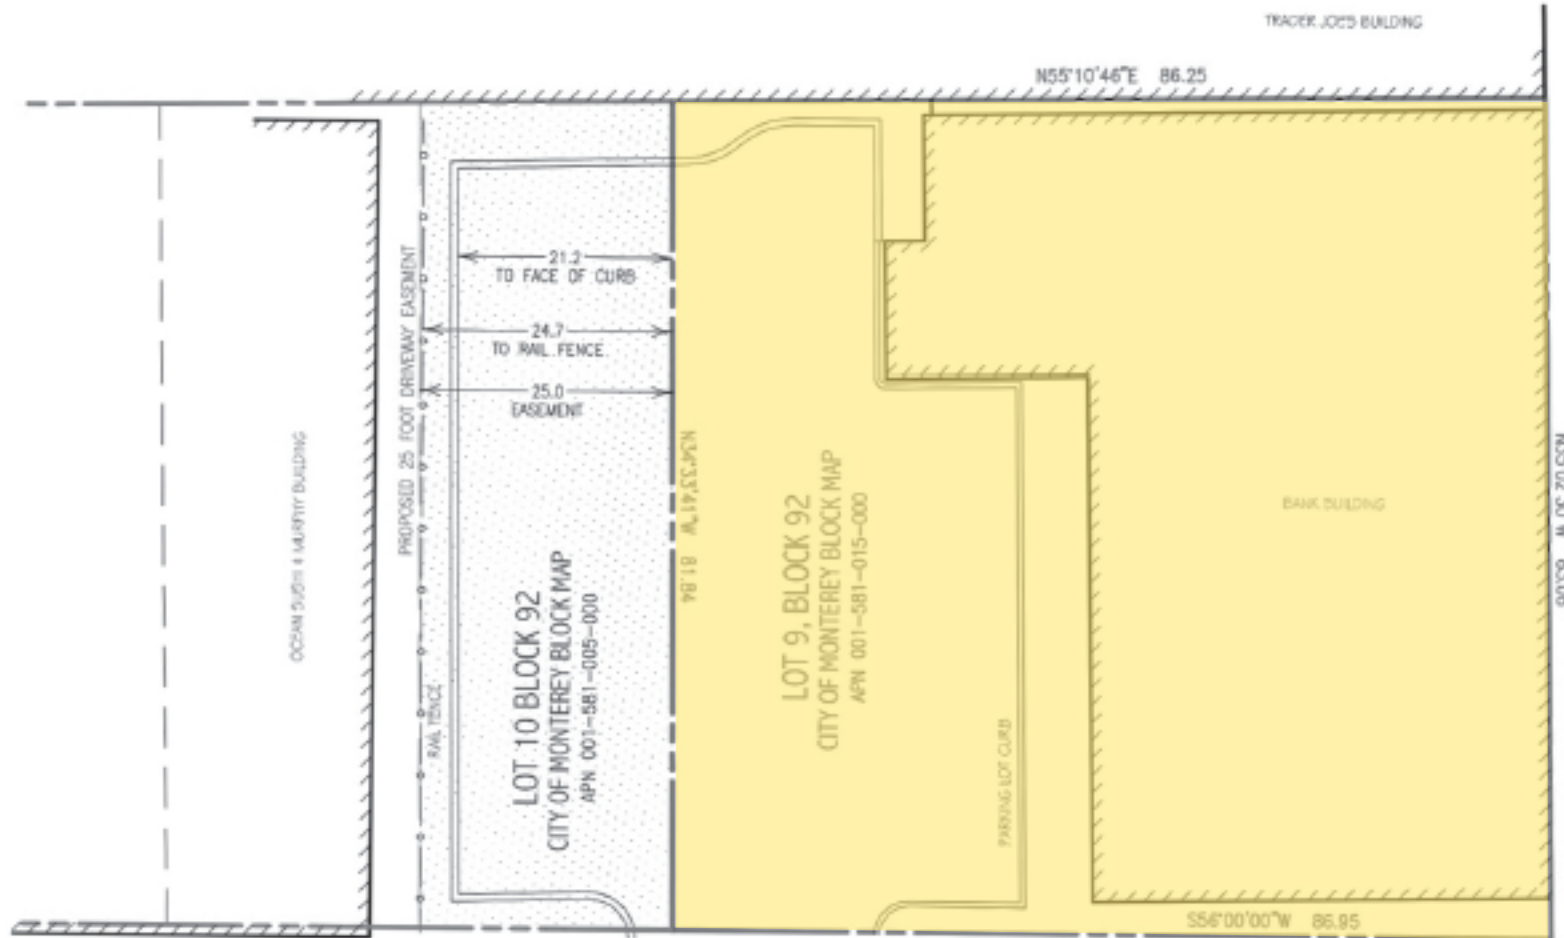 TRADER JOE'S BUILDING
N55°10'46"E 86.25
21.2
TO FACE OF CURB
24.7
TO RAIL FENCE
25.0
EASEMENT
PROPOSED 25 FOOT DRIVEWAY EASEMENT
OCEAN SUSHI & MURPHY BUILDING
RAIL FENCE
LOT 10 BLOCK 92
CITY OF MONTEREY BLOCK MAP
APN 001-581-005-000
N34°33'41"W 81.84
LOT 9, BLOCK 92
CITY OF MONTEREY BLOCK MAP
APN 001-581-015-000
PARKING LOT CURB
BANK BUILDING
S56°00'00"W 86.95